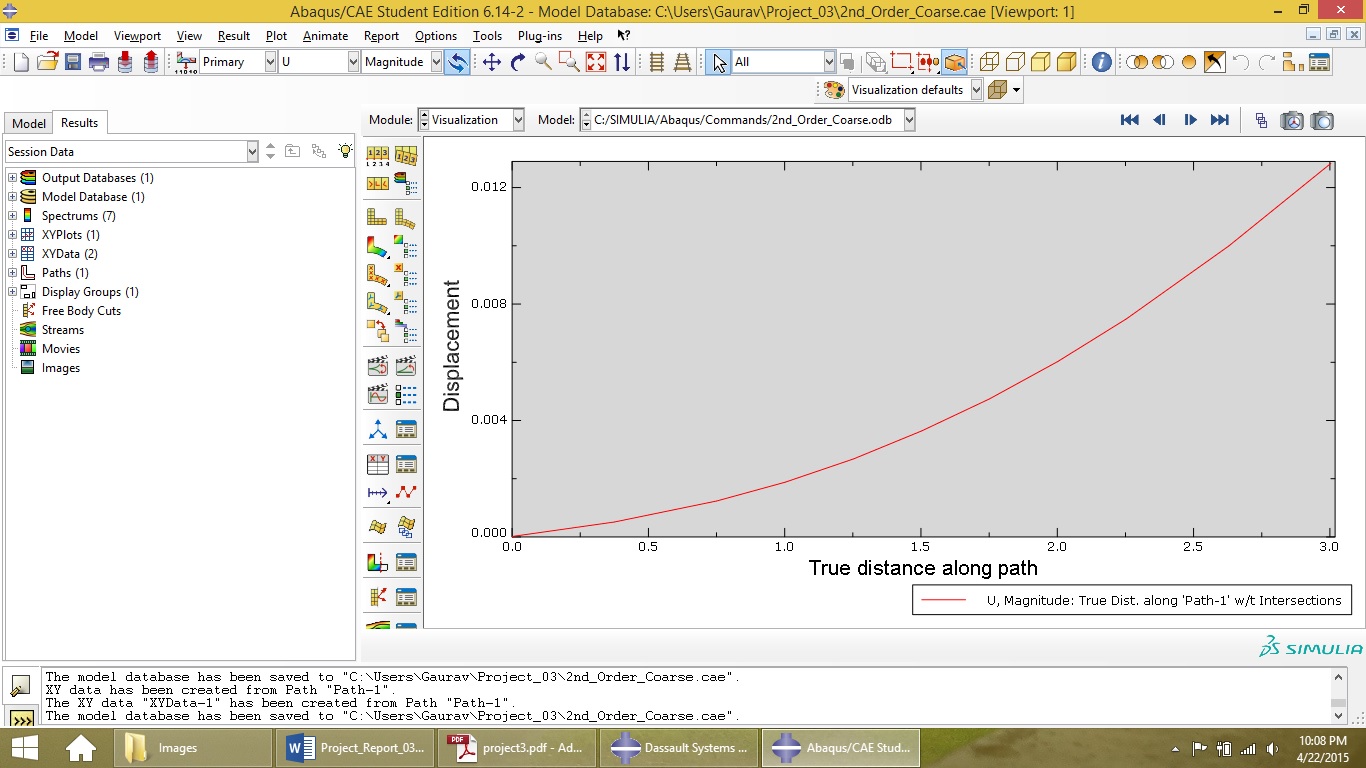 Abaqus/CAE Student Edition 6.14-2 - Model Database: C:\Users\Gaurav\Project_03\2nd_Order_Coarse.cae [Viewport: 1]
File Model Viewport View Result Plot Animate Report Options Tools Plug-ins Help
Primary U Magnitude All
Visualization defaults
Model Results
Module: Visualization Model: C:/SIMULIA/Abaqus/Commands/2nd_Order_Coarse.odb
Session Data
Output Databases (1)
Model Database (1)
Spectrums (7)
XYPlots (1)
XYData (2)
Paths (1)
Display Groups (1)
Free Body Cuts
Streams
Movies
Images
0.012
0.008
0.004
0.000
Displacement
0.0 0.5 1.0 1.5 2.0 2.5 3.0
True distance along path
U, Magnitude: True Dist. along 'Path-1' w/t Intersections
SIMULIA
The model database has been saved to "C:\Users\Gaurav\Project_03\2nd_Order_Coarse.cae".
XY data has been created from Path "Path-1".
The XY data "XYData-1" has been created from Path "Path-1".
The model database has been saved to "C:\Users\Gaurav\Project_03\2nd_Order_Coarse.cae".
>>>
Images
Project_Report_03...
project3.pdf - Ad...
Dassault Systems ...
Abaqus/CAE Stud...
10:08 PM
4/22/2015